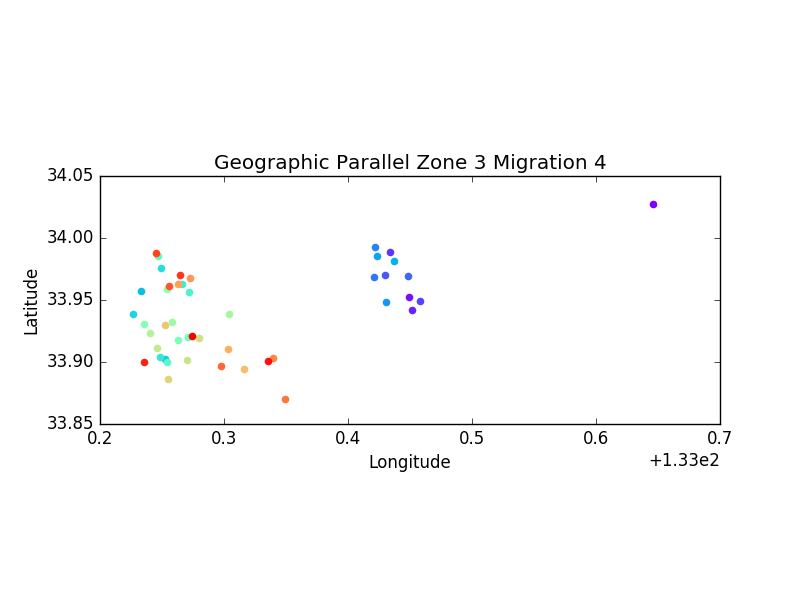 Geographic Parallel Zone 3 Migration 4
34.05
34.00
33.95
33.90
33.85
Latitude
0.2 0.3 0.4 0.5 0.6 0.7
Longitude
+1.33e2